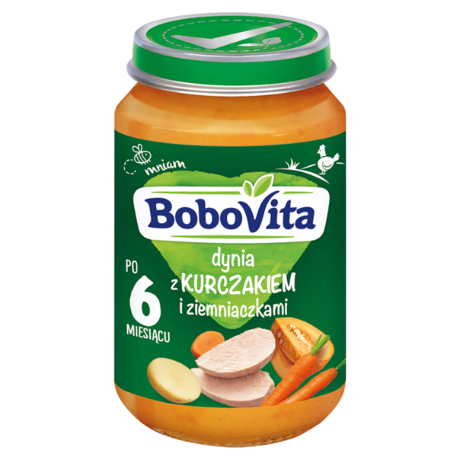 mniam
BoboVita
dynia
z KURCZAKIEM
i ziemniaczkami
PO
6
MIESIĄCU